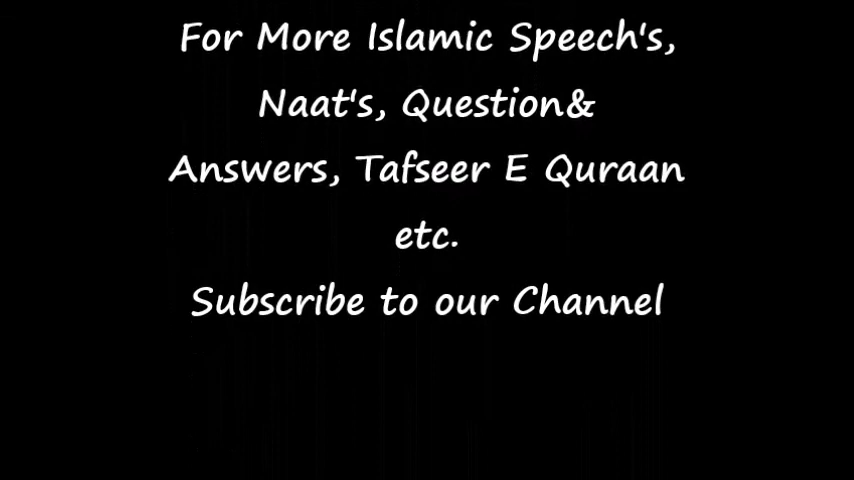 For More Islamic Speech's,
Naat's, Question&
Answers, Tafseer E Quraan
etc.
Subscribe to our Channel